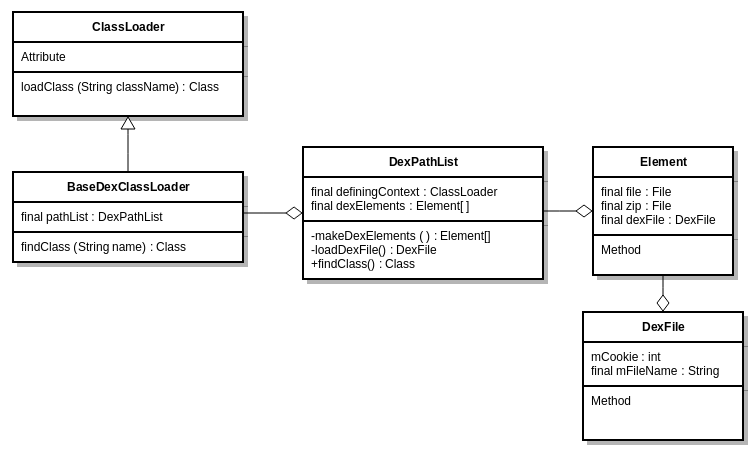 ClassLoader
Attribute
loadClass (String className) : Class
BaseDexClassLoader
final pathList : DexPathList
findClass (String name) : Class
DexPathList
final definingContext : ClassLoader
final dexElements : Element[ ]
-makeDexElements ( ) : Element[]
-loadDexFile() : DexFile
+findClass() : Class
Element
final file : File
final zip : File
final dexFile : DexFile
Method
DexFile
mCookie : int
final mFileName : String
Method